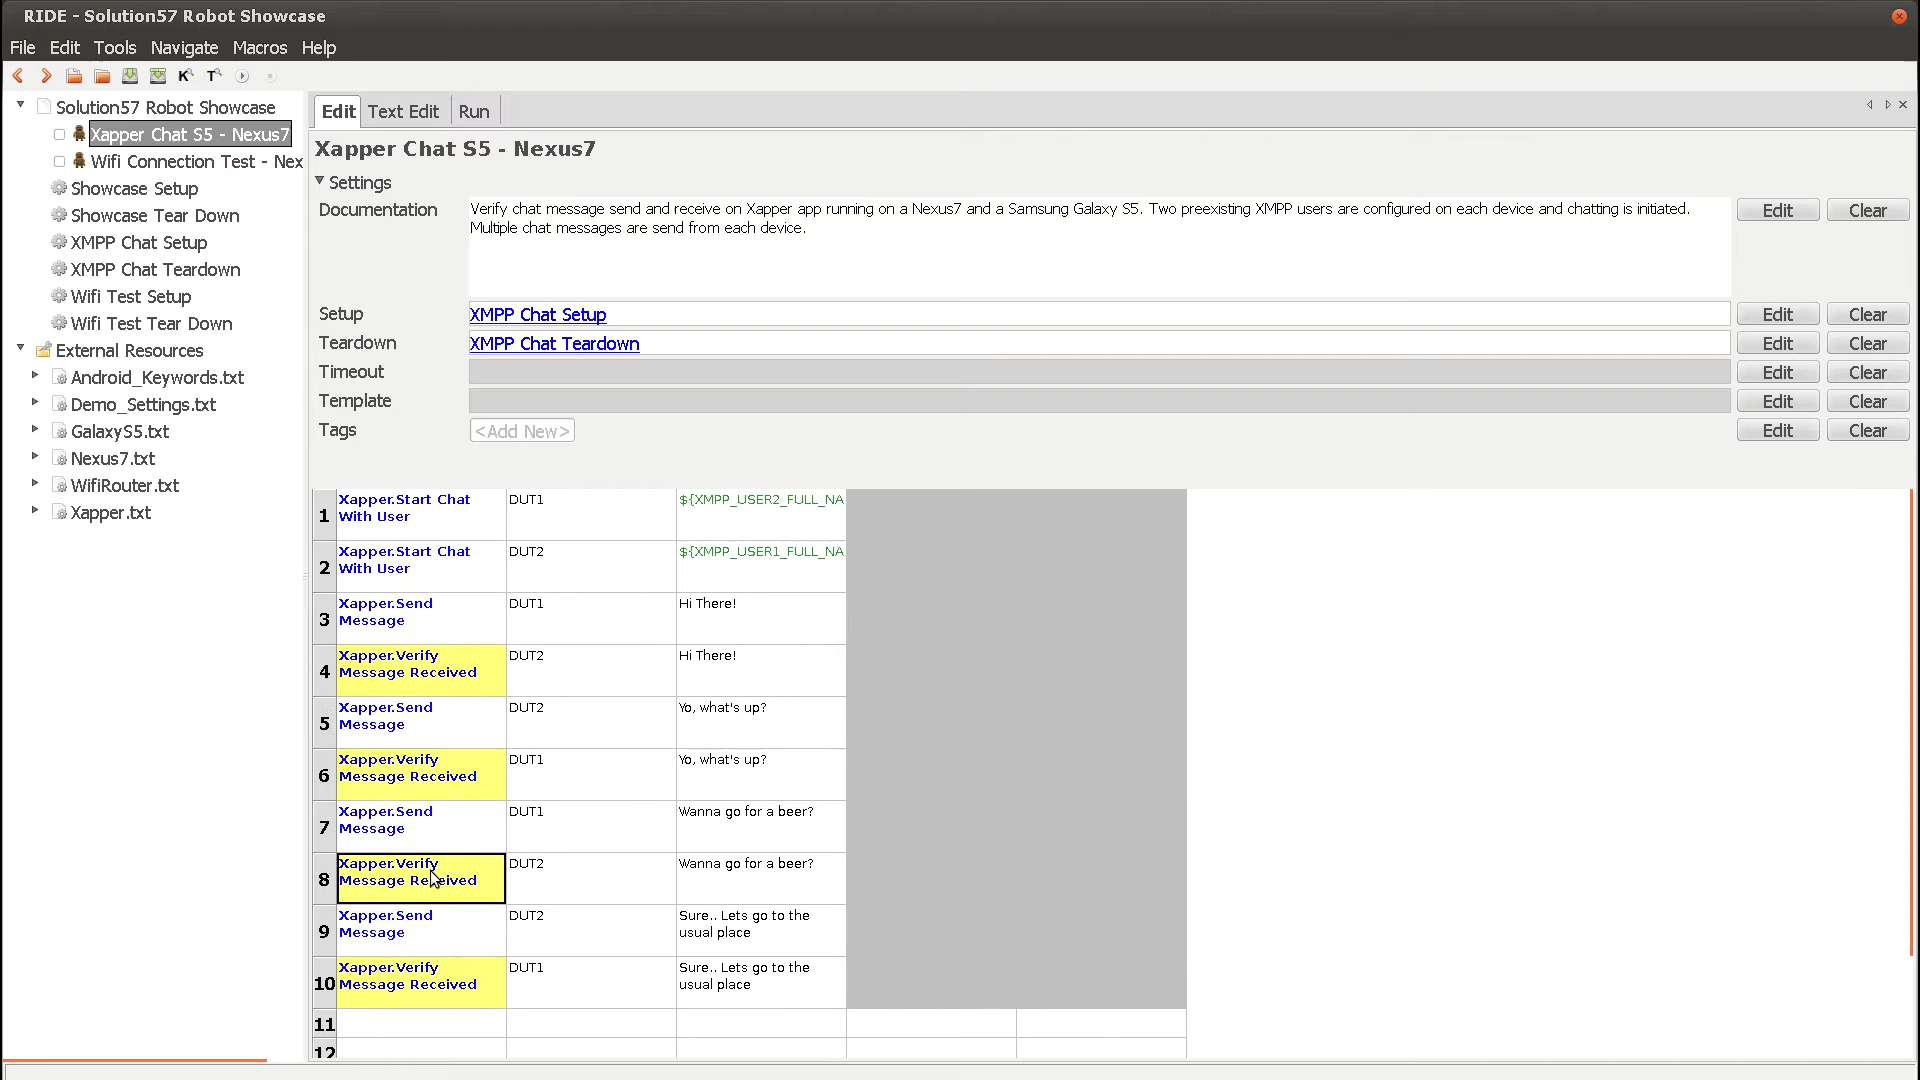 RIDE - Solution57 Robot Showcase
File Edit Tools Navigate Macros Help
K T
Solution57 Robot Showcase
Xapper Chat S5 - Nexus7
Wifi Connection Test - Nex
Showcase Setup
Showcase Tear Down
XMPP Chat Setup
XMPP Chat Teardown
Wifi Test Setup
Wifi Test Tear Down
External Resources
Android_Keywords.txt
Demo_Settings.txt
GalaxyS5.txt
Nexus7.txt
WifiRouter.txt
Xapper.txt
Edit Text Edit Run
Xapper Chat S5 - Nexus7
Settings
Documentation
Verify chat message send and receive on Xapper app running on a Nexus7 and a Samsung Galaxy S5. Two preexisting XMPP users are configured on each device and chatting is initiated.
Multiple chat messages are send from each device.
Edit Clear
Setup XMPP Chat Setup Edit Clear
Teardown XMPP Chat Teardown Edit Clear
Timeout Edit Clear
Template Edit Clear
Tags <Add New> Edit Clear
1 Xapper.Start Chat DUT1 ${XMPP_USER2_FULL_NA
With User
2 Xapper.Start Chat DUT2 ${XMPP_USER1_FULL_NA
With User
3 Xapper.Send DUT1 Hi There!
Message
4 Xapper.Verify DUT2 Hi There!
Message Received
5 Xapper.Send DUT2 Yo, what's up?
Message
6 Xapper.Verify DUT1 Yo, what's up?
Message Received
7 Xapper.Send DUT1 Wanna go for a beer?
Message
8 Xapper.Verify DUT2 Wanna go for a beer?
Message Received
9 Xapper.Send DUT2 Sure.. Lets go to the
Message usual place
10 Xapper.Verify DUT1 Sure.. Lets go to the
Message Received usual place
11
12